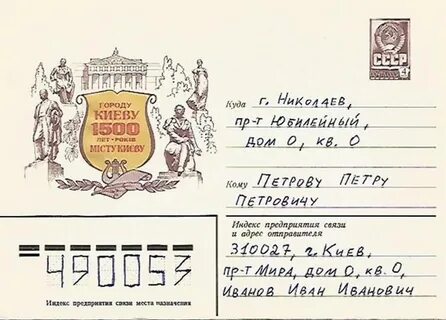 СССР
ПОЧТА
4
к
ГОРОДУ
КИЕВУ
1500
ЛЕТ • РОКІВ
МІСТУ КИЄВУ
Куда г. Николаев,
пр-т Юбилейный,
дом 0, кв. 0
Кому Петрову Петру
Петровичу
Индекс предприятия связи
и адрес отправителя
310027, г. Киев,
пр-т Мира, дом 0, кв. 0,
Иванов Иван Иванович
490053
Индекс предприятия связи места назначения